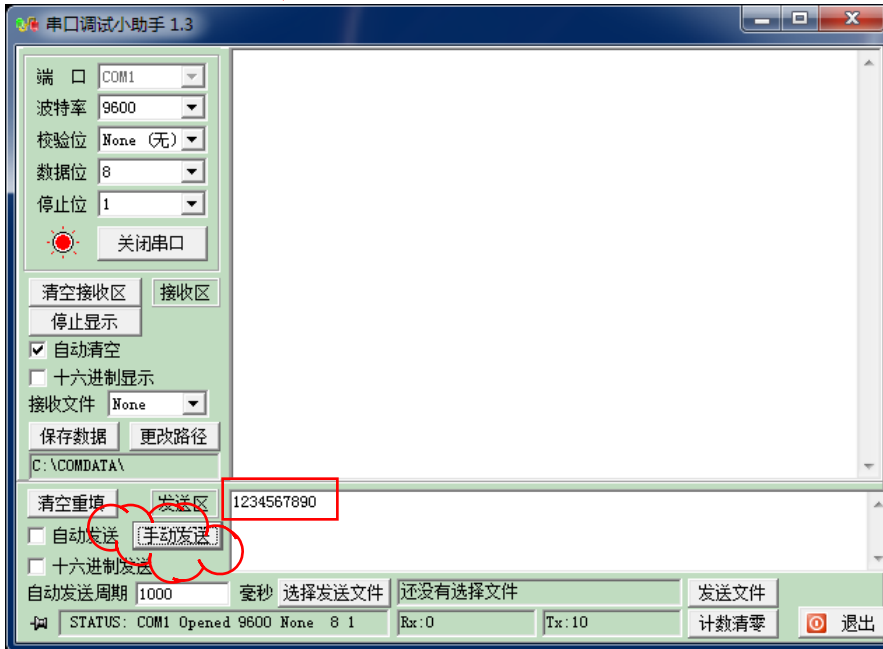 串口调试小助手 1.3
端 口 COM1
波特率 9600
校验位 None (无)
数据位 8
停止位 1
关闭串口
清空接收区 接收区
停止显示
自动清空
十六进制显示
接收文件 None
保存数据 更改路径
C:\COMDATA\
清空重填 发送区 1234567890
自动发送 手动发送
十六进制发送
自动发送周期 1000 毫秒 选择发送文件 还没有选择文件 发送文件
STATUS: COM1 Opened 9600 None 8 1 Rx:0 Tx:10 计数清零 退出